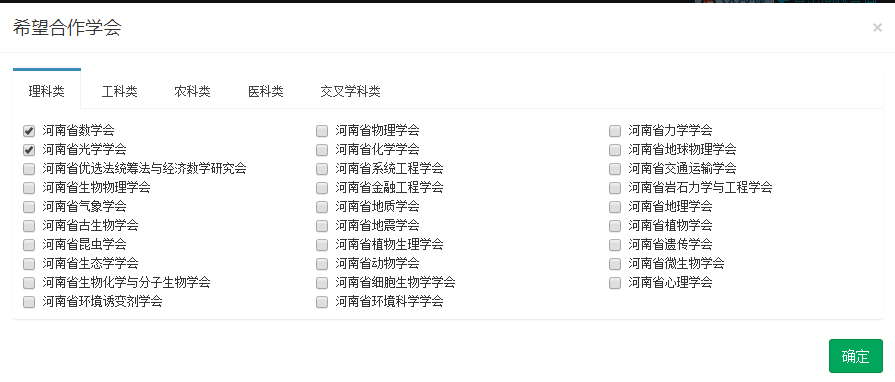 希望合作学会
×
理科类 工科类 农科类 医科类 交叉学科类
河南省数学会 河南省物理学会 河南省力学学会
河南省光学学会 河南省化学学会 河南省地球物理学会
河南省优选法统筹法与经济数学研究会 河南省系统工程学会 河南省交通运输学会
河南省生物物理学会 河南省金融工程学会 河南省岩石力学与工程学会
河南省气象学会 河南省地质学会 河南省地理学会
河南省古生物学会 河南省地震学会 河南省植物学会
河南省昆虫学会 河南省植物生理学会 河南省遗传学会
河南省生态学学会 河南省动物学会 河南省微生物学会
河南省生物化学与分子生物学会 河南省细胞生物学学会 河南省心理学会
河南省环境诱变剂学会 河南省环境科学学会
确定